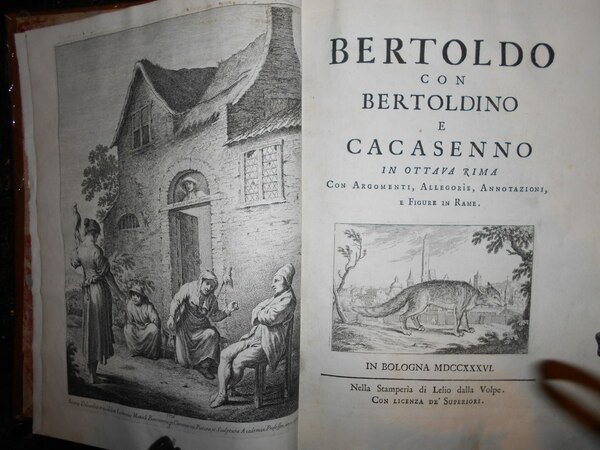 BERTOLDO
CON
BERTOLDINO
E
CACASENNO
IN OTTAVA RIMA
CON ARGOMENTI, ALLEGORIE, ANNOTAZIONI,
E FIGURE IN RAME.
IN BOLOGNA MDCCXXXVI.
Nella Stamperia di Lelio dalla Volpe.
CON LICENZA DE' SUPERIORI.